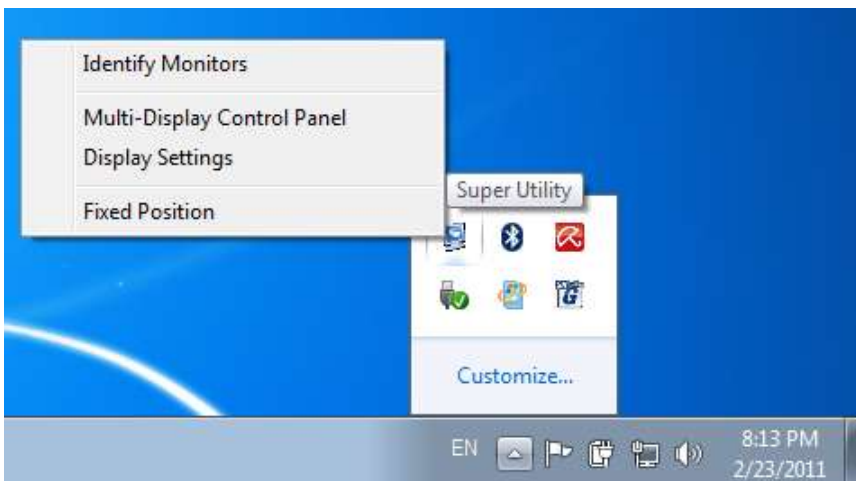 Identify Monitors
Multi-Display Control Panel
Display Settings
Fixed Position
Super Utility
G
Customize...
EN
8:13 PM
2/23/2011